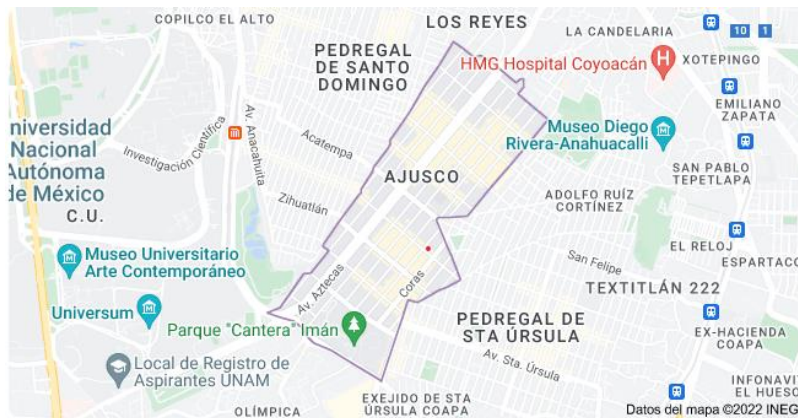 COPILCO EL ALTO
LOS REYES
LA CANDELARIA
10
1
PEDREGAL
DE SANTO
DOMINGO
HMG Hospital Coyoacán
XOTEPINGO
EMILIANO
ZAPATA
niversidad
Nacional
Autónoma
de México
C.U.
Investigación Científica
Av. Anacahuita
Acatempa
Museo Diego
Rivera-Anahuacalli
AJUSCO
SAN PABLO
TEPETLAPA
Zihuatlán
ADOLFO RUÍZ
CORTÍNEZ
Museo Universitario
Arte Contemporáneo
EL RELOJ
ESPARTACO
San Felipe
Av. Aztecas
Coras
TEXTITLÁN 222
Universum
Parque "Cantera" Imán
PEDREGAL DE
STA ÚRSULA
EX-HACIENDA
COAPA
Local de Registro de
Aspirantes UNAM
Av. Sta. Úrsula
INFONAVI
EL HUESO
OLÍMPICA
EXEJIDO DE STA
ÚRSULA COAPA
Datos del mapa ©2022 INEG